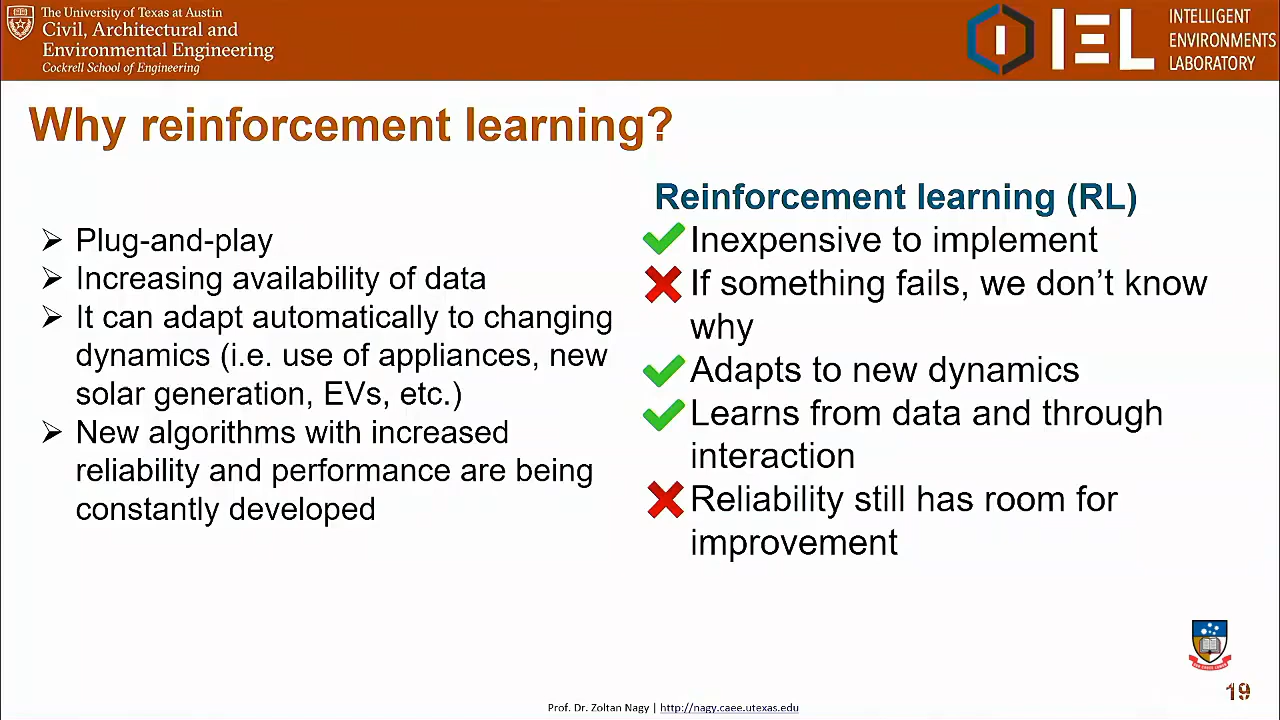 The University of Texas at Austin
Civil, Architectural and
Environmental Engineering
Cockrell School of Engineering
I
IEL
INTELLIGENT
ENVIRONMENTS
LABORATORY
Why reinforcement learning?
Plug-and-play
Increasing availability of data
It can adapt automatically to changing
dynamics (i.e. use of appliances, new
solar generation, EVs, etc.)
New algorithms with increased
reliability and performance are being
constantly developed
Reinforcement learning (RL)
Inexpensive to implement
If something fails, we don’t know
why
Adapts to new dynamics
Learns from data and through
interaction
Reliability still has room for
improvement
19
Prof. Dr. Zoltan Nagy | http://nagy.caee.utexas.edu